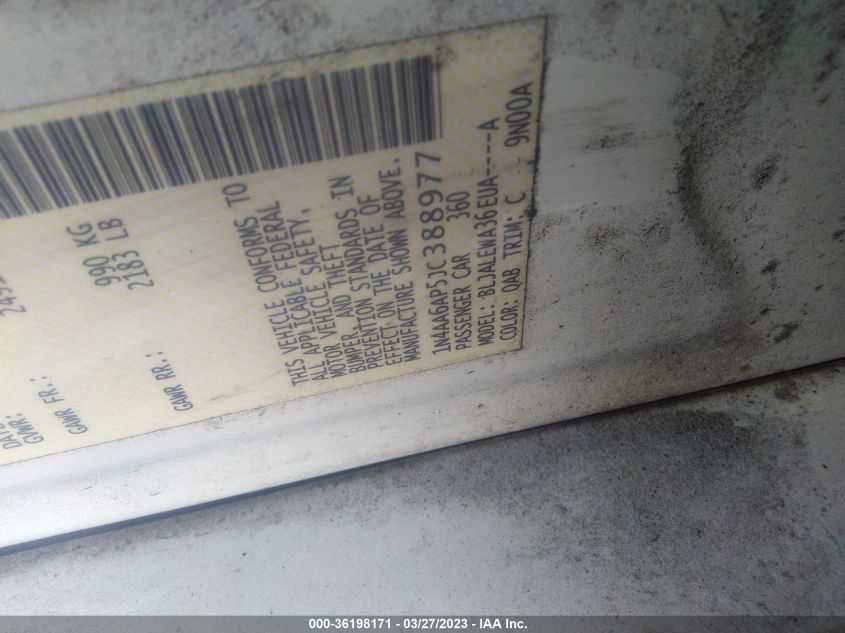 DATE
GVWR: 2451
GAWR FR.:
990 KG
2183 LB
GAWR RR.:
THIS VEHICLE CONFORMS TO
ALL APPLICABLE FEDERAL
MOTOR VEHICLE SAFETY,
BUMPER, AND THEFT
PREVENTION STANDARDS IN
EFFECT ON THE DATE OF
MANUFACTURE SHOWN ABOVE.
1N4AA6AP5JC388977
PASSENGER CAR 360
MODEL: BLJALEWA36EUA----A
COLOR: QAB TRIM: C 9N00A
000-36198171 — 03/27/2023 — IAA Inc.